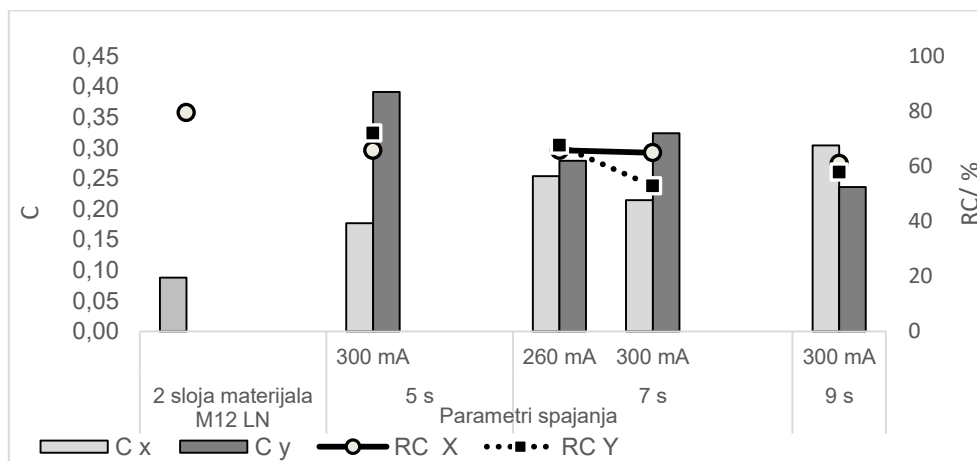 0,45
0,40
0,35
0,30
0,25
0,20
0,15
0,10
0,05
0,00
C
100
80
60
40
20
0
RC/ %
300 mA 260 mA 300 mA 300 mA
2 sloja materijala 5 s 7 s 9 s
M12 LN Parametri spajanja
C x C y RC X RC Y